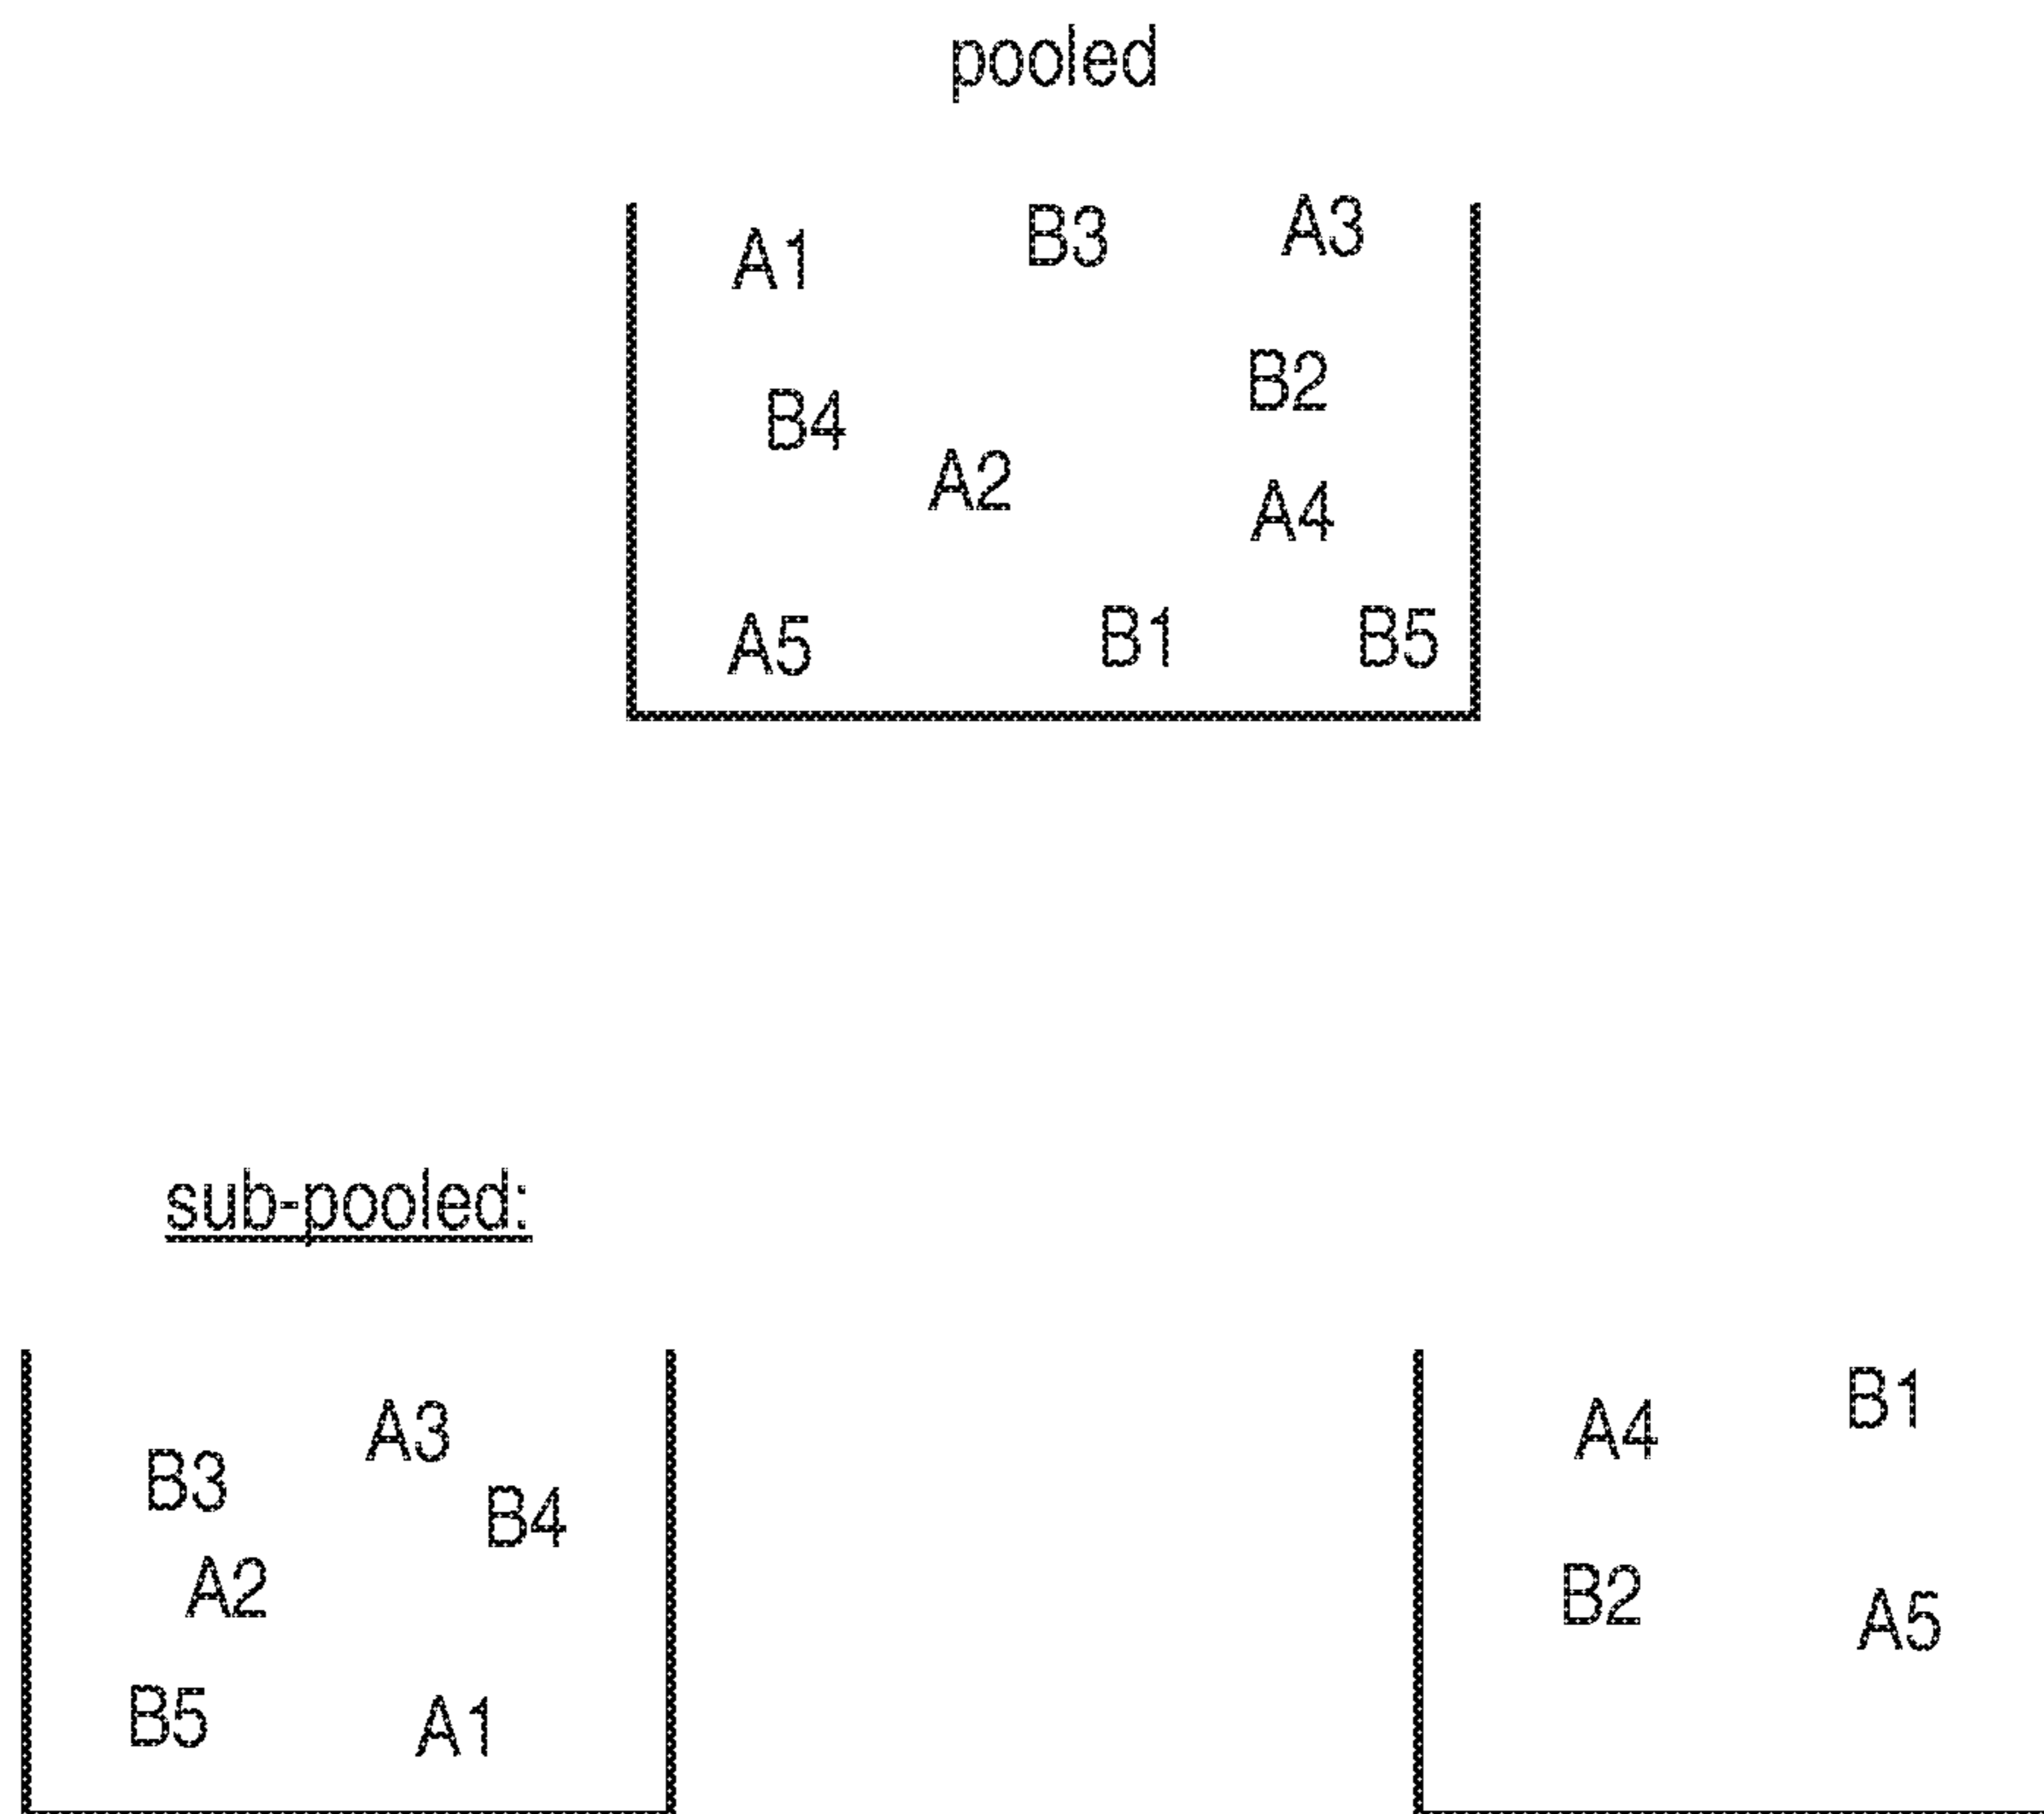 pooled
A1 B3 A3
B4 B2
A2 A4
A5 B1 B5
sub-pooled:
B3 A3 B4
A2
B5 A1
A4 B1
B2 A5